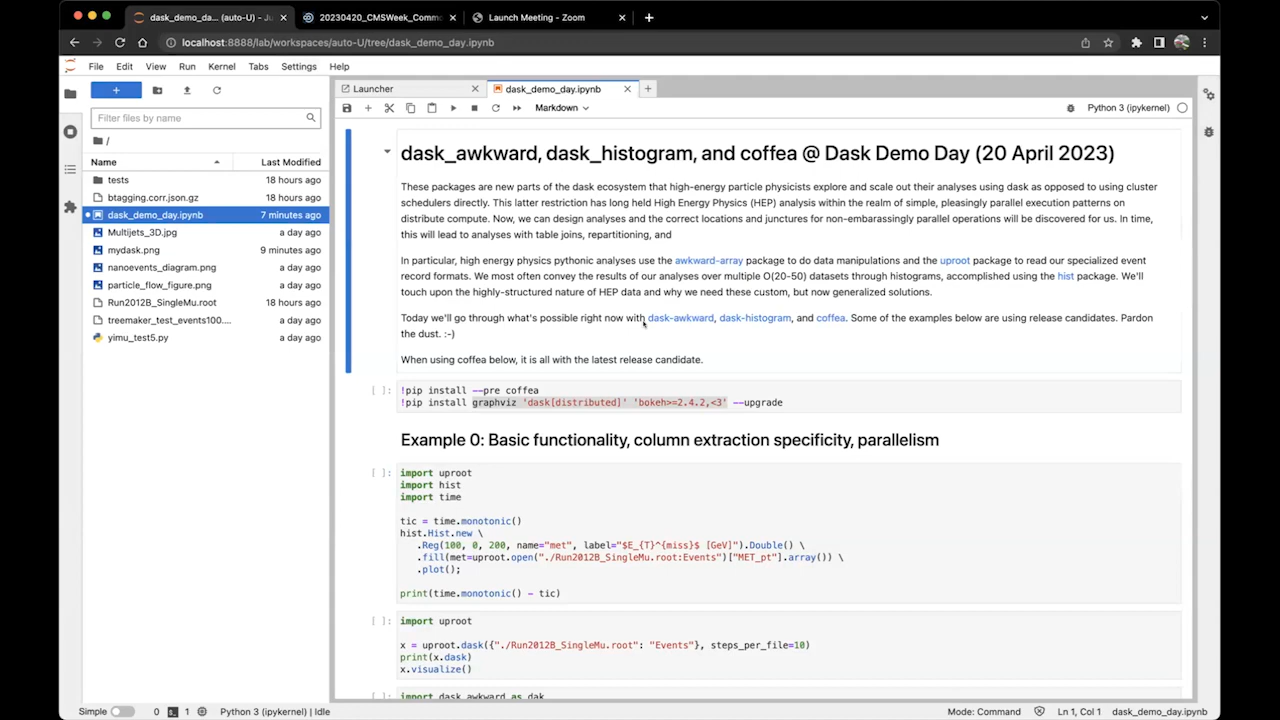 dask_demo_day... (auto-U) - Ju
20230420_CMSWeek_Commo
Launch Meeting - Zoom
localhost:8888/lab/workspaces/auto-U/tree/dask_demo_day.ipynb
File Edit View Run Kernel Tabs Settings Help
Launcher
dask_demo_day.ipynb
Markdown
Python 3 (ipykernel)
Filter files by name
/
Name Last Modified
tests 18 hours ago
btagging.corr.json.gz 18 hours ago
dask_demo_day.ipynb 7 minutes ago
Multijets_3D.jpg a day ago
mydask.png 9 minutes ago
nanoevents_diagram.png a day ago
particle_flow_figure.png a day ago
Run2012B_SingleMu.root 18 hours ago
treemaker_test_events100.... a day ago
yimu_test5.py a day ago
dask_awkward, dask_histogram, and coffea @ Dask Demo Day (20 April 2023)
These packages are new parts of the dask ecosystem that high-energy particle physicists explore and scale out their analyses using dask as opposed to using cluster
schedulers directly. This latter restriction has long held High Energy Physics (HEP) analysis within the realm of simple, pleasingly parallel execution patterns on
distribute compute. Now, we can design analyses and the correct locations and junctures for non-embarassingly parallel operations will be discovered for us. In time,
this will lead to analyses with table joins, repartitioning, and
In particular, high energy physics pythonic analyses use the awkward-array package to do data manipulations and the uproot package to read our specialized event
record formats. We most often convey the results of our analyses over multiple O(20-50) datasets through histograms, accomplished using the hist package. We'll
touch upon the highly-structured nature of HEP data and why we need these custom, but now generalized solutions.
Today we'll go through what's possible right now with dask-awkward, dask-histogram, and coffea. Some of the examples below are using release candidates. Pardon
the dust. :-)
When using coffea below, it is all with the latest release candidate.
[ ]: !pip install --pre coffea
!pip install graphviz 'dask[distributed]' 'bokeh>=2.4.2,<3' --upgrade
Example 0: Basic functionality, column extraction specificity, parallelism
[ ]: import uproot
import hist
import time
tic = time.monotonic()
hist.Hist.new \
.Reg(100, 0, 200, name="met", label="$E_{T}^{miss}$ [GeV]").Double() \
.fill(met=uproot.open("./Run2012B_SingleMu.root:Events")["MET_pt"].array()) \
.plot();
print(time.monotonic() - tic)
[ ]: import uproot
x = uproot.dask({"./Run2012B_SingleMu.root": "Events"}, steps_per_file=10)
print(x.dask)
x.visualize()
[ ]: import dask_awkward as dak
Simple 0 1 Python 3 (ipykernel) | Idle
Mode: Command Ln 1, Col 1 dask_demo_day.ipynb